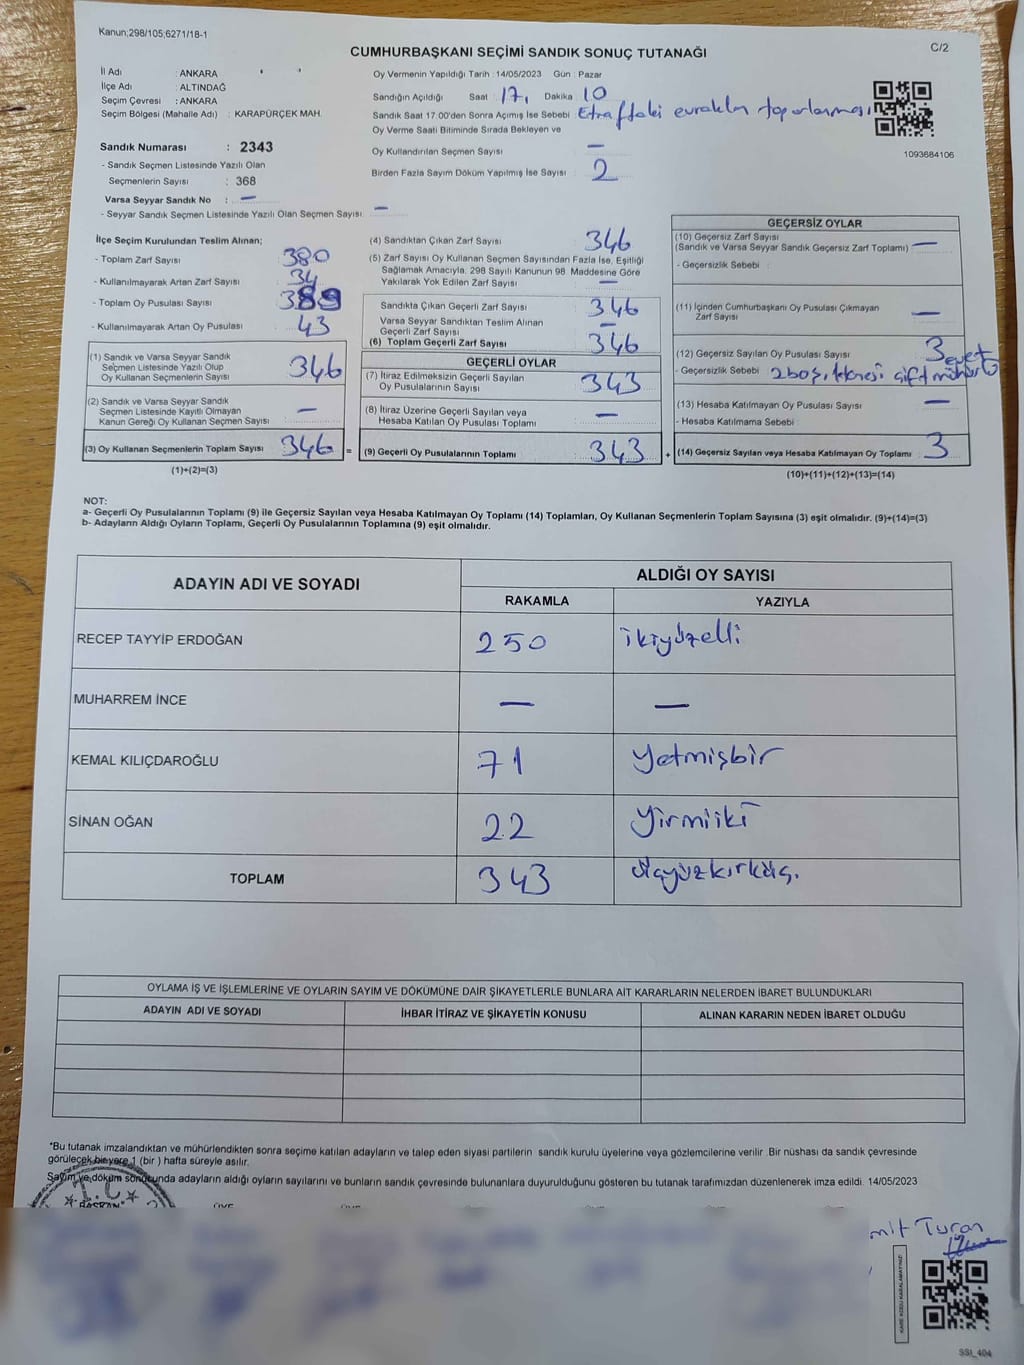 Kanun;298/105;6271/18-1
CUMHURBAŞKANI SEÇİMİ SANDIK SONUÇ TUTANAĞI
C/2
İl Adı : ANKARA
İlçe Adı : ALTINDAĞ
Seçim Çevresi : ANKARA
Seçim Bölgesi (Mahalle Adı) : KARAPÜRÇEK MAH.
Sandık Numarası : 2343
- Sandık Seçmen Listesinde Yazılı Olan
Seçmenlerin Sayısı : 368
Varsa Seyyar Sandık No : —
- Seyyar Sandık Seçmen Listesinde Yazılı Olan Seçmen Sayısı: —
Oy Vermenin Yapıldığı Tarih : 14/05/2023 Gün : Pazar
Sandığın Açıldığı Saat 17, Dakika 10
Sandık Saat 17.00'den Sonra Açımış İse Sebebi Etraftaki evrakların toparlanması
Oy Verme Saati Bitiminde Sırada Bekleyen ve
Oy Kullandırılan Seçmen Sayısı —
Birden Fazla Sayım Döküm Yapılmış İse Sayısı 2
1093684106
İlçe Seçim Kurulundan Teslim Alınan;
- Toplam Zarf Sayısı 380
- Kullanılmayarak Artan Zarf Sayısı 34
- Toplam Oy Pusulası Sayısı 389
- Kullanılmayarak Artan Oy Pusulası 43
(1) Sandık ve Varsa Seyyar Sandık
Seçmen Listesinde Yazılı Olup
Oy Kullanan Seçmenlerin Sayısı 346
(2) Sandık ve Varsa Seyyar Sandık
Seçmen Listesinde Kayıtlı Olmayan
Kanun Gereği Oy Kullanan Seçmen Sayısı —
(3) Oy Kullanan Seçmenlerin Toplam Sayısı 346 =
(1)+(2)=(3)
(4) Sandıktan Çıkan Zarf Sayısı 346
(5) Zarf Sayısı Oy Kullanan Seçmen Sayısından Fazla İse, Eşitliği
Sağlamak Amacıyla, 298 Sayılı Kanunun 98. Maddesine Göre
Yakılarak Yok Edilen Zarf Sayısı —
Sandıkta Çıkan Geçerli Zarf Sayısı 346
Varsa Seyyar Sandıktan Teslim Alınan
Geçerli Zarf Sayısı —
(6) Toplam Geçerli Zarf Sayısı 346
GEÇERLİ OYLAR
(7) İtiraz Edilmeksizin Geçerli Sayılan
Oy Pusulalarının Sayısı 343
(8) İtiraz Üzerine Geçerli Sayılan veya
Hesaba Katılan Oy Pusulası Toplamı —
(9) Geçerli Oy Pusulalarının Toplamı 343 +
GEÇERSİZ OYLAR
(10) Geçersiz Zarf Sayısı
(Sandık ve Varsa Seyyar Sandık Geçersiz Zarf Toplamı) —
- Geçersizlik Sebebi :
(11) İçinden Cumhurbaşkanı Oy Pusulası Çıkmayan
Zarf Sayısı —
(12) Geçersiz Sayılan Oy Pusulası Sayısı 3
- Geçersizlik Sebebi 2 boş, çift mühür evet
(13) Hesaba Katılmayan Oy Pusulası Sayısı —
- Hesaba Katılmama Sebebi
(14) Geçersiz Sayılan veya Hesaba Katılmayan Oy Toplamı 3
(10)+(11)+(12)+(13)=(14)
NOT:
a- Geçerli Oy Pusulalarının Toplamı (9) ile Geçersiz Sayılan veya Hesaba Katılmayan Oy Toplamı (14) Toplamları, Oy Kullanan Seçmenlerin Toplam Sayısına (3) eşit olmalıdır. (9)+(14)=(3)
b- Adayların Aldığı Oyların Toplamı, Geçerli Oy Pusulalarının Toplamına (9) eşit olmalıdır.
ADAYIN ADI VE SOYADI
ALDIĞI OY SAYISI
RAKAMLA YAZIYLA
RECEP TAYYİP ERDOĞAN 250 ikiyüzelli
MUHARREM İNCE — —
KEMAL KILIÇDAROĞLU 71 yetmişbir
SİNAN OĞAN 22 yirmiiki
TOPLAM 343 üçyüzkırküç.
OYLAMA İŞ VE İŞLEMLERİNE VE OYLARIN SAYIM VE DÖKÜMÜNE DAİR ŞİKAYETLERLE BUNLARA AİT KARARLARIN NELERDEN İBARET BULUNDUKLARI
ADAYIN ADI VE SOYADI İHBAR İTİRAZ VE ŞİKAYETİN KONUSU ALINAN KARARIN NEDEN İBARET OLDUĞU
*Bu tutanak imzalandıktan ve mühürlendikten sonra seçime katılan adayların ve talep eden siyasi partilerin sandık kurulu üyelerine veya gözlemcilerine verilir. Bir nüshası da sandık çevresinde
görülecek bir yere 1 (bir ) hafta süreyle asılır.
Sayım ve döküm sonucunda adayların aldığı oyların sayılarını ve bunların sandık çevresinde bulunanlara duyurulduğunu gösteren bu tutanak tarafımızdan düzenlenerek imza edildi. 14/05/2023
T.C.
BAŞKAN ÜYE ÜYE
mit Turan
KARE KODU KARALAMAYINIZ!
SSI_404